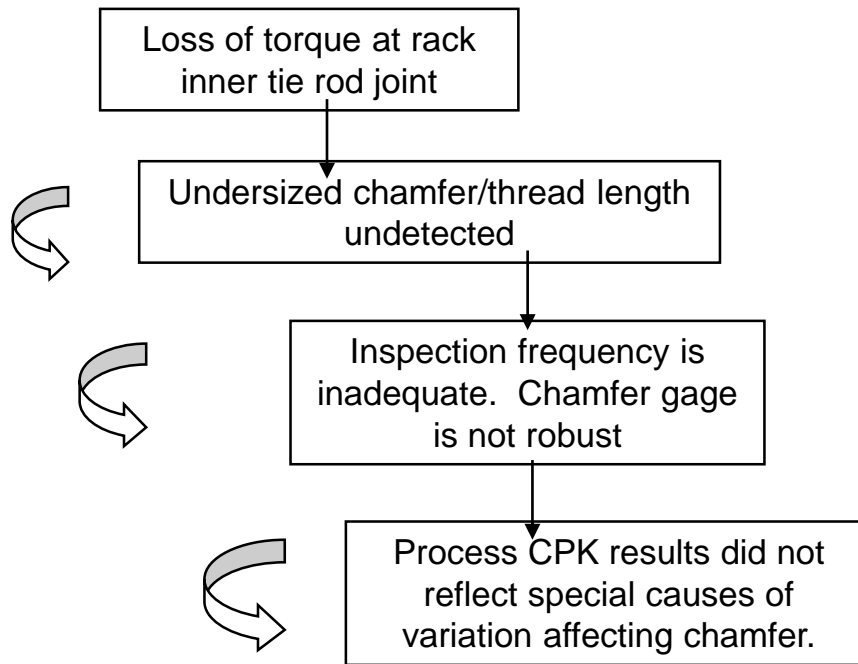 Loss of torque at rack
inner tie rod joint
Undersized chamfer/thread length
undetected
Inspection frequency is
inadequate.  Chamfer gage
is not robust
Process CPK results did not
reflect special causes of
variation affecting chamfer.